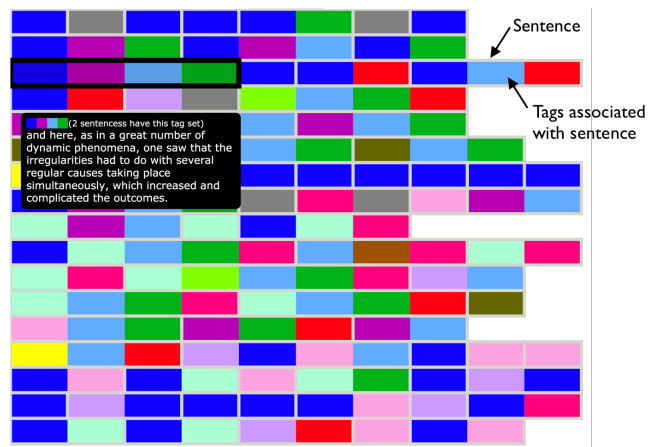 Sentence
Tags associated
with sentence
(2 sentencess have this tag set)
and here, as in a great number of
dynamic phenomena, one saw that the
irregularities had to do with several
regular causes taking place
simultaneously, which increased and
complicated the outcomes.